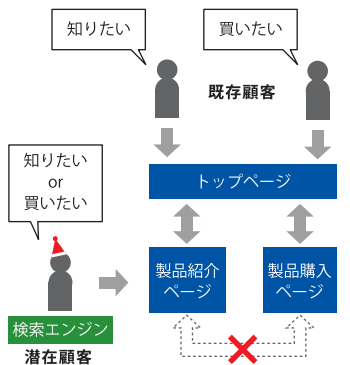 知りたい
買いたい
既存顧客
知りたい
or
買いたい
トップページ
製品紹介
ページ
製品購入
ページ
検索エンジン
潜在顧客